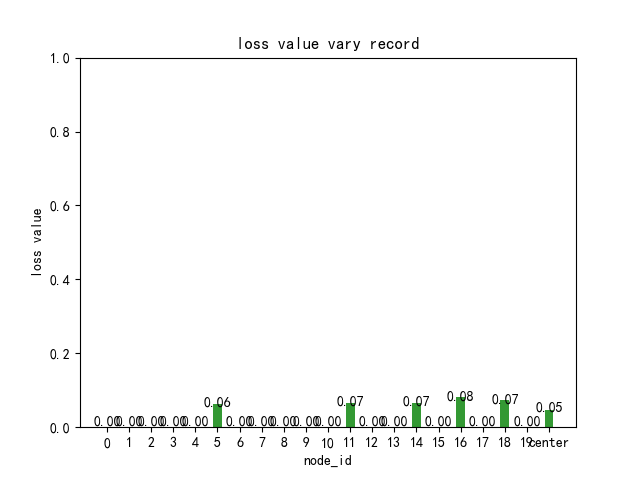 loss value vary record
1.0
0.8
0.6
0.4
0.2
0.0
loss value
0.00 0.00 0.00 0.00 0.00 0.06 0.00 0.00 0.00 0.00 0.00 0.07 0.00 0.00 0.07 0.00 0.08 0.00 0.07 0.00 0.05
0 1 2 3 4 5 6 7 8 9 10 11 12 13 14 15 16 17 18 19 center
node_id